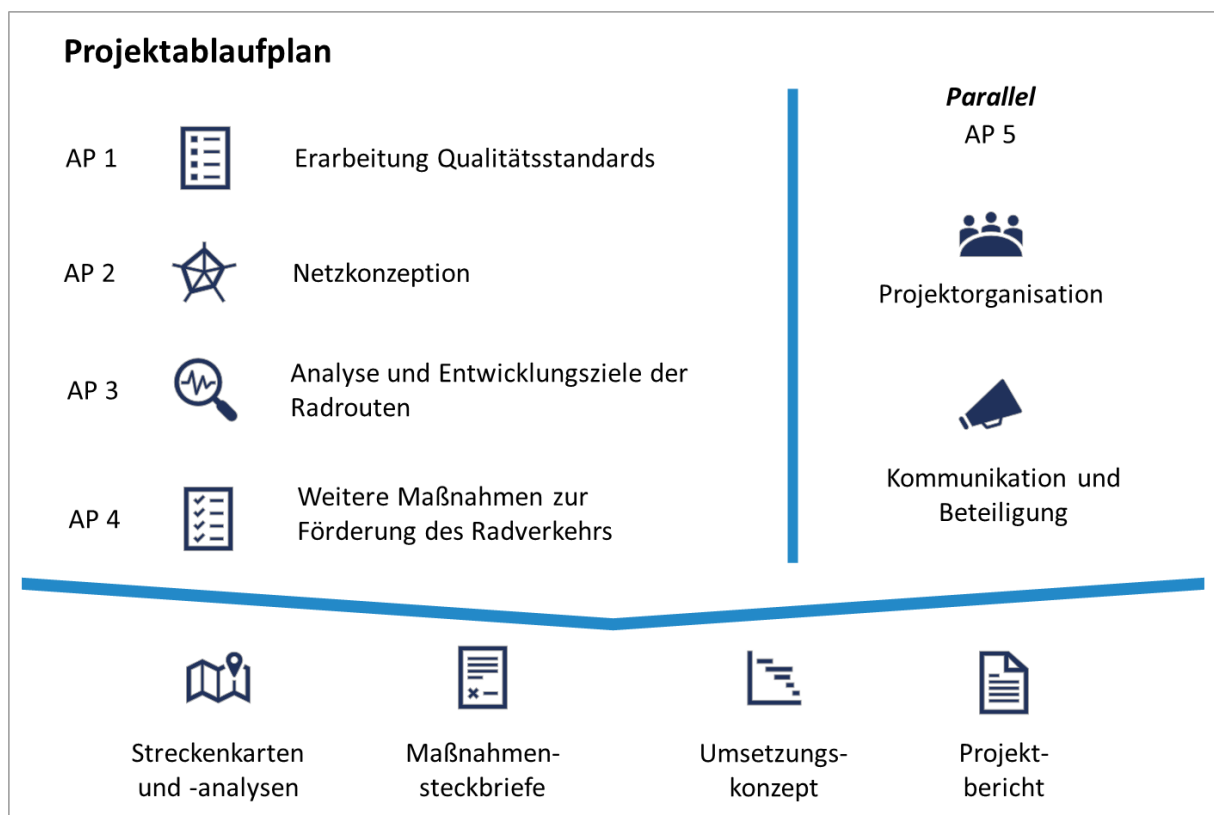 Projektablaufplan
AP 1
Erarbeitung Qualitätsstandards
AP 2
Netzkonzeption
AP 3
Analyse und Entwicklungsziele der
Radrouten
AP 4
Weitere Maßnahmen zur
Förderung des Radverkehrs
Parallel
AP 5
Projektorganisation
Kommunikation und
Beteiligung
Streckenkarten
und -analysen
Maßnahmen-
steckbriefe
Umsetzungs-
konzept
Projekt-
bericht